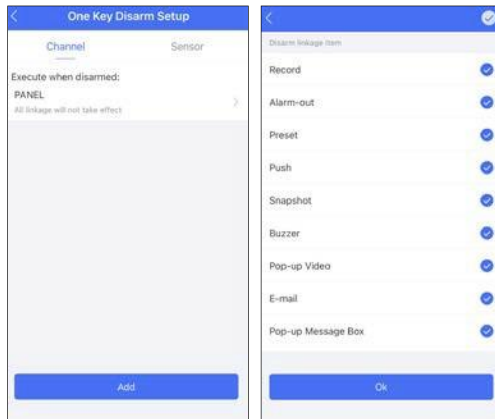 One Key Disarm Setup
Channel
Sensor
Execute when disarmed:
PANEL
All linkage will not take effect
Add
Disarm linkage item
Record
Alarm-out
Preset
Push
Snapshot
Buzzer
Pop-up Video
E-mail
Pop-up Message Box
Ok